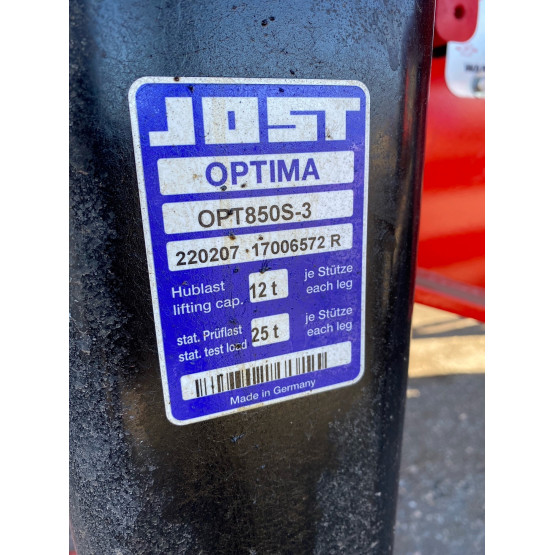 JOST
OPTIMA
OPT850S-3
220207 · 17006572 R
Hublast 12 t je Stütze
lifting cap. each leg
stat. Prüflast 25 t je Stütze
stat. test load each leg
Made in Germany